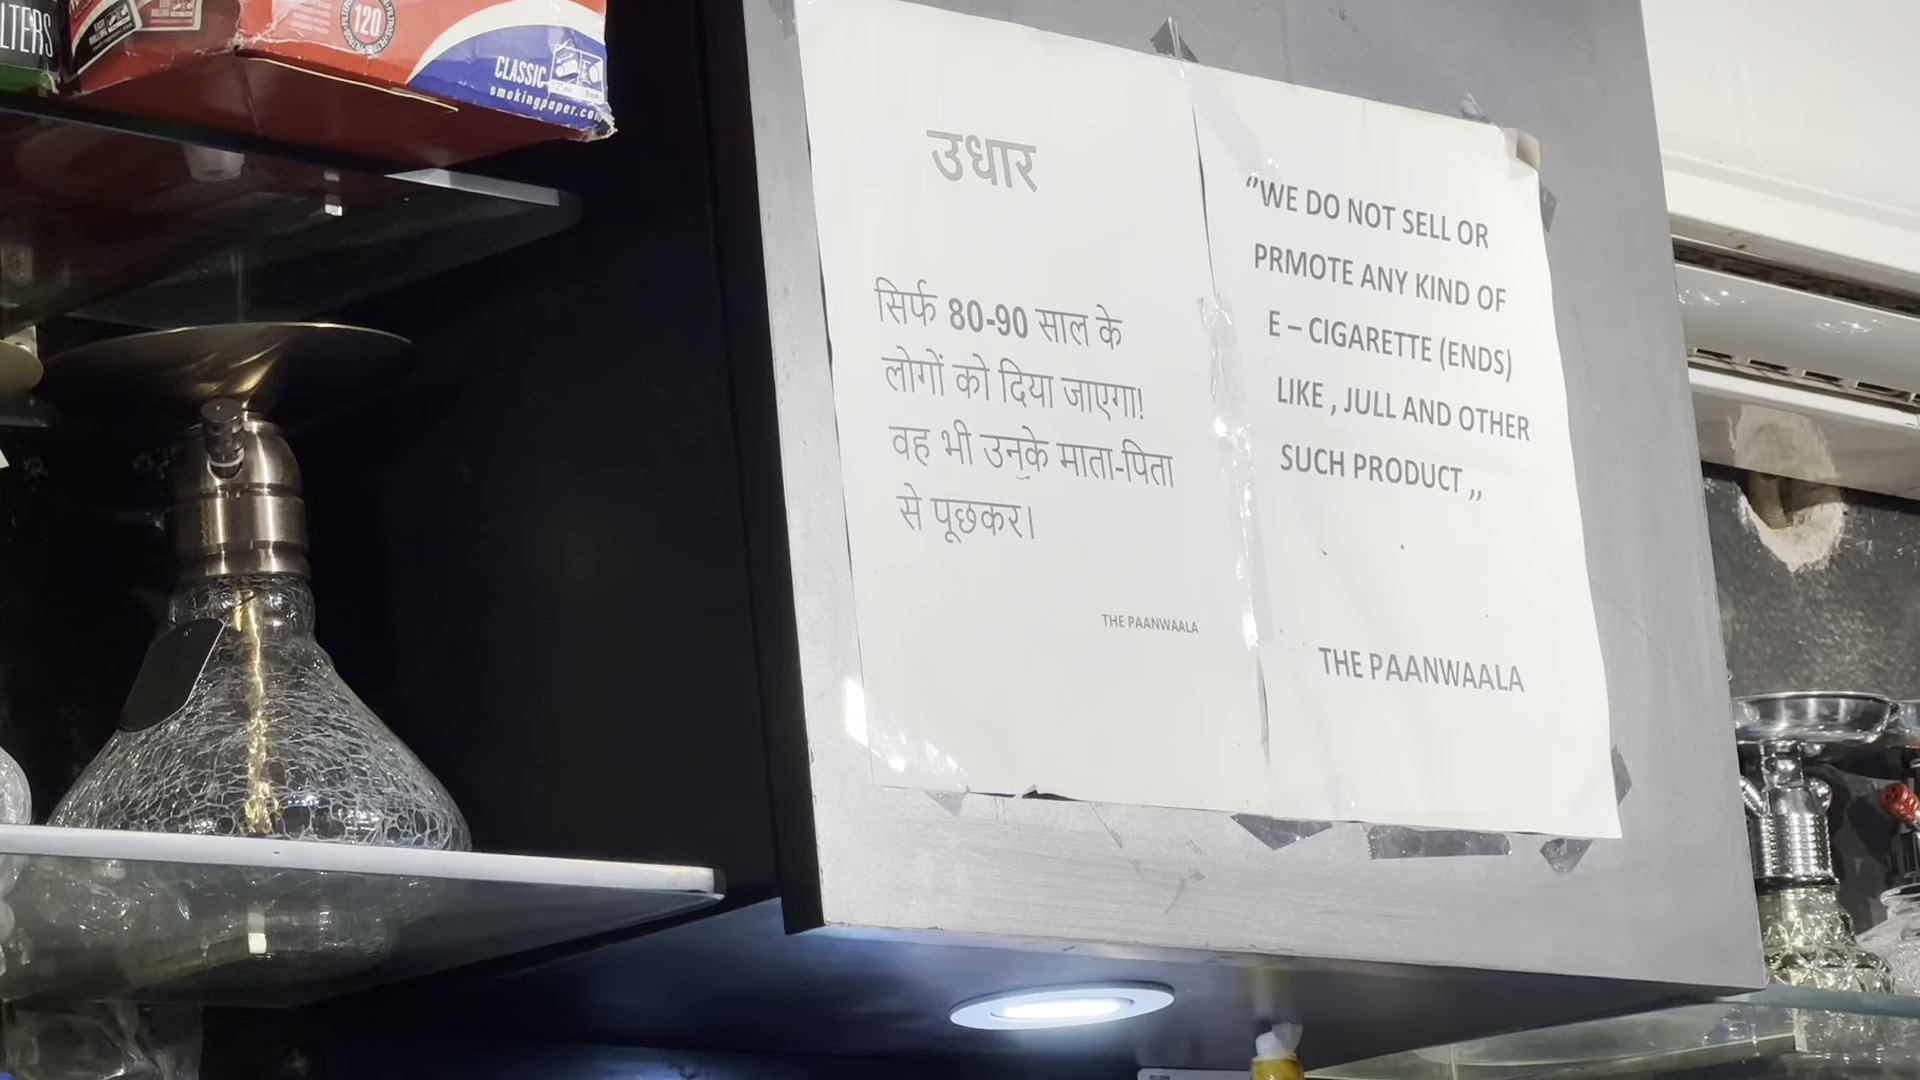 LTERS
120
CLASSIC
smokingpaper.com
उधार
सिर्फ 80-90 साल के
लोगों को दिया जाएगा!
वह भी उनके माता-पिता
से पूछकर।
THE PAANWAALA
"WE DO NOT SELL OR
PRMOTE ANY KIND OF
E – CIGARETTE (ENDS)
LIKE , JULL AND OTHER
SUCH PRODUCT ,,
THE PAANWAALA